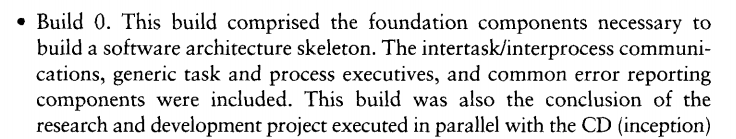 • Build 0. This build comprised the foundation components necessary to
build a software architecture skeleton. The intertask/interprocess communi-
cations, generic task and process executives, and common error reporting
components were included. This build was also the conclusion of the
research and development project executed in parallel with the CD (inception)